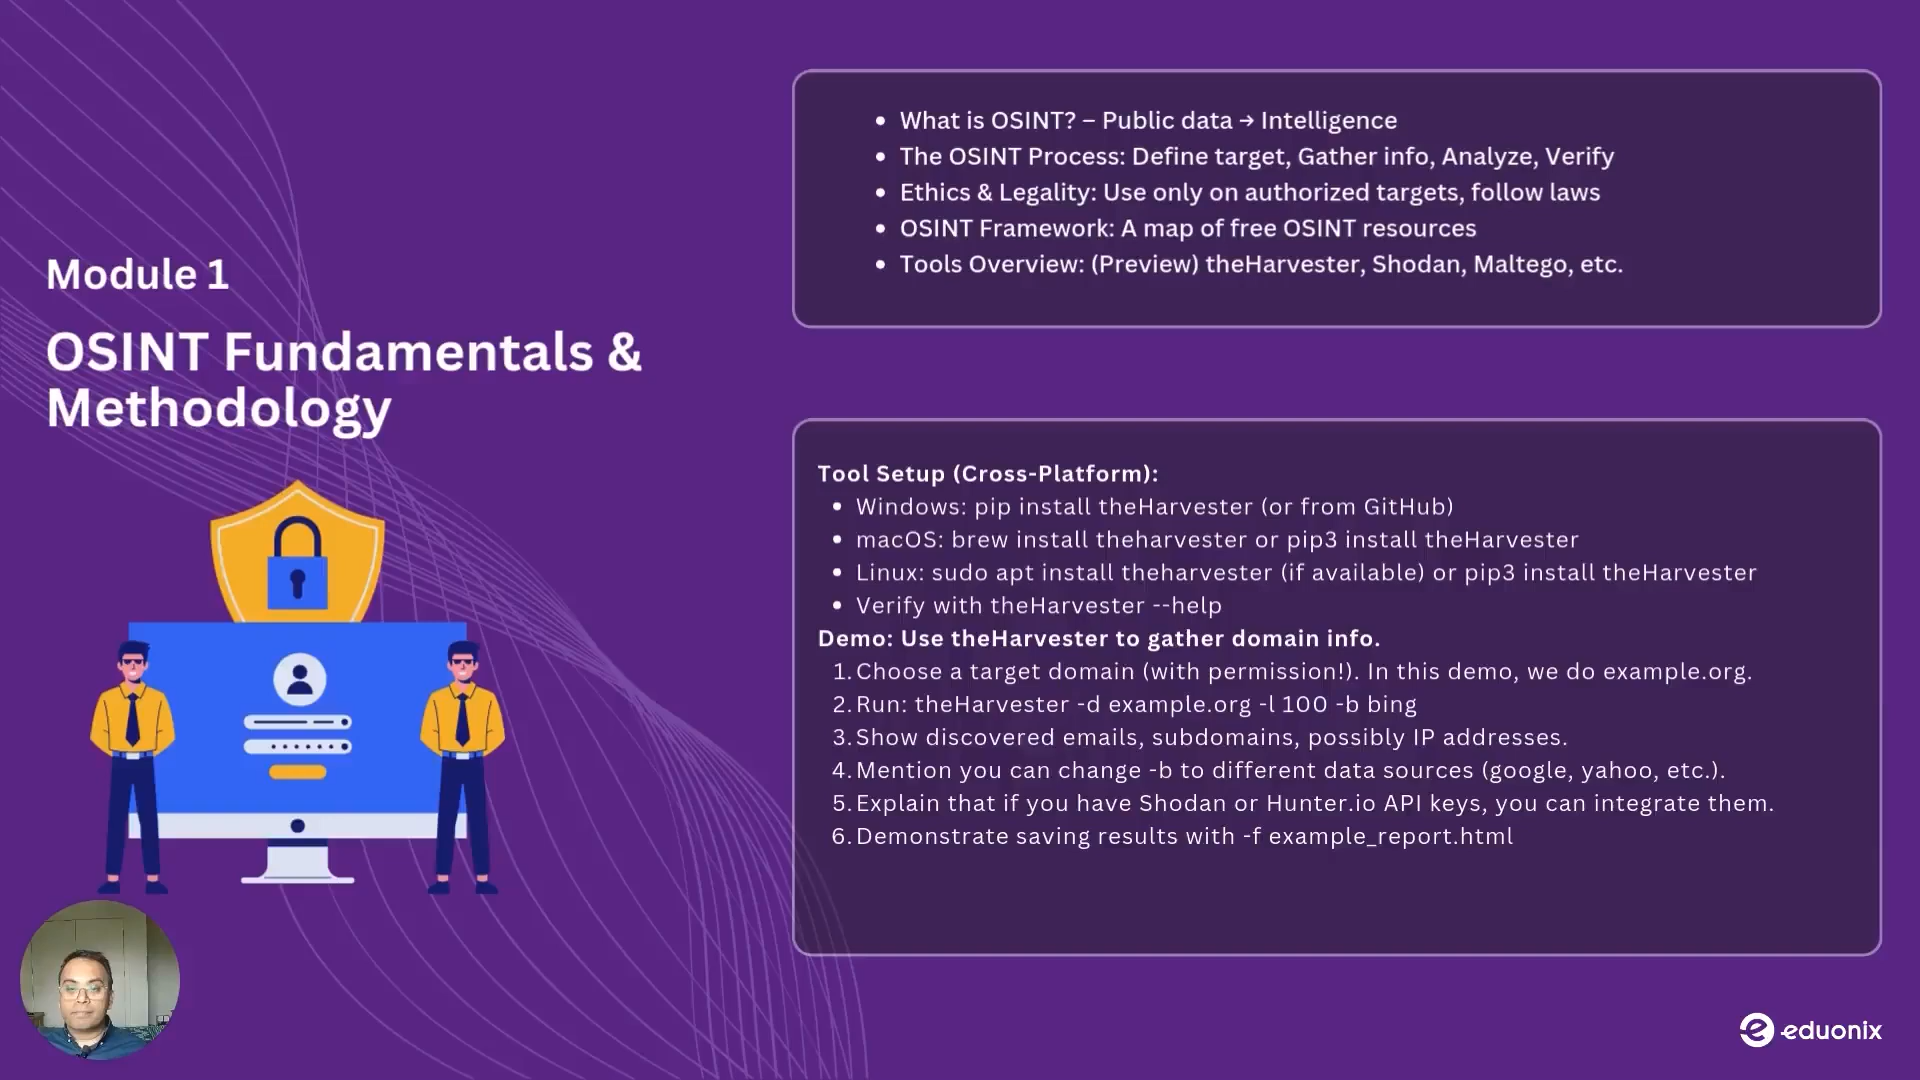 Module 1
OSINT Fundamentals &
Methodology
• What is OSINT? – Public data → Intelligence
• The OSINT Process: Define target, Gather info, Analyze, Verify
• Ethics & Legality: Use only on authorized targets, follow laws
• OSINT Framework: A map of free OSINT resources
• Tools Overview: (Preview) theHarvester, Shodan, Maltego, etc.
Tool Setup (Cross-Platform):
• Windows: pip install theHarvester (or from GitHub)
• macOS: brew install theharvester or pip3 install theHarvester
• Linux: sudo apt install theharvester (if available) or pip3 install theHarvester
• Verify with theHarvester --help
Demo: Use theHarvester to gather domain info.
1. Choose a target domain (with permission!). In this demo, we do example.org.
2. Run: theHarvester -d example.org -l 100 -b bing
3. Show discovered emails, subdomains, possibly IP addresses.
4. Mention you can change -b to different data sources (google, yahoo, etc.).
5. Explain that if you have Shodan or Hunter.io API keys, you can integrate them.
6. Demonstrate saving results with -f example_report.html
eduonix